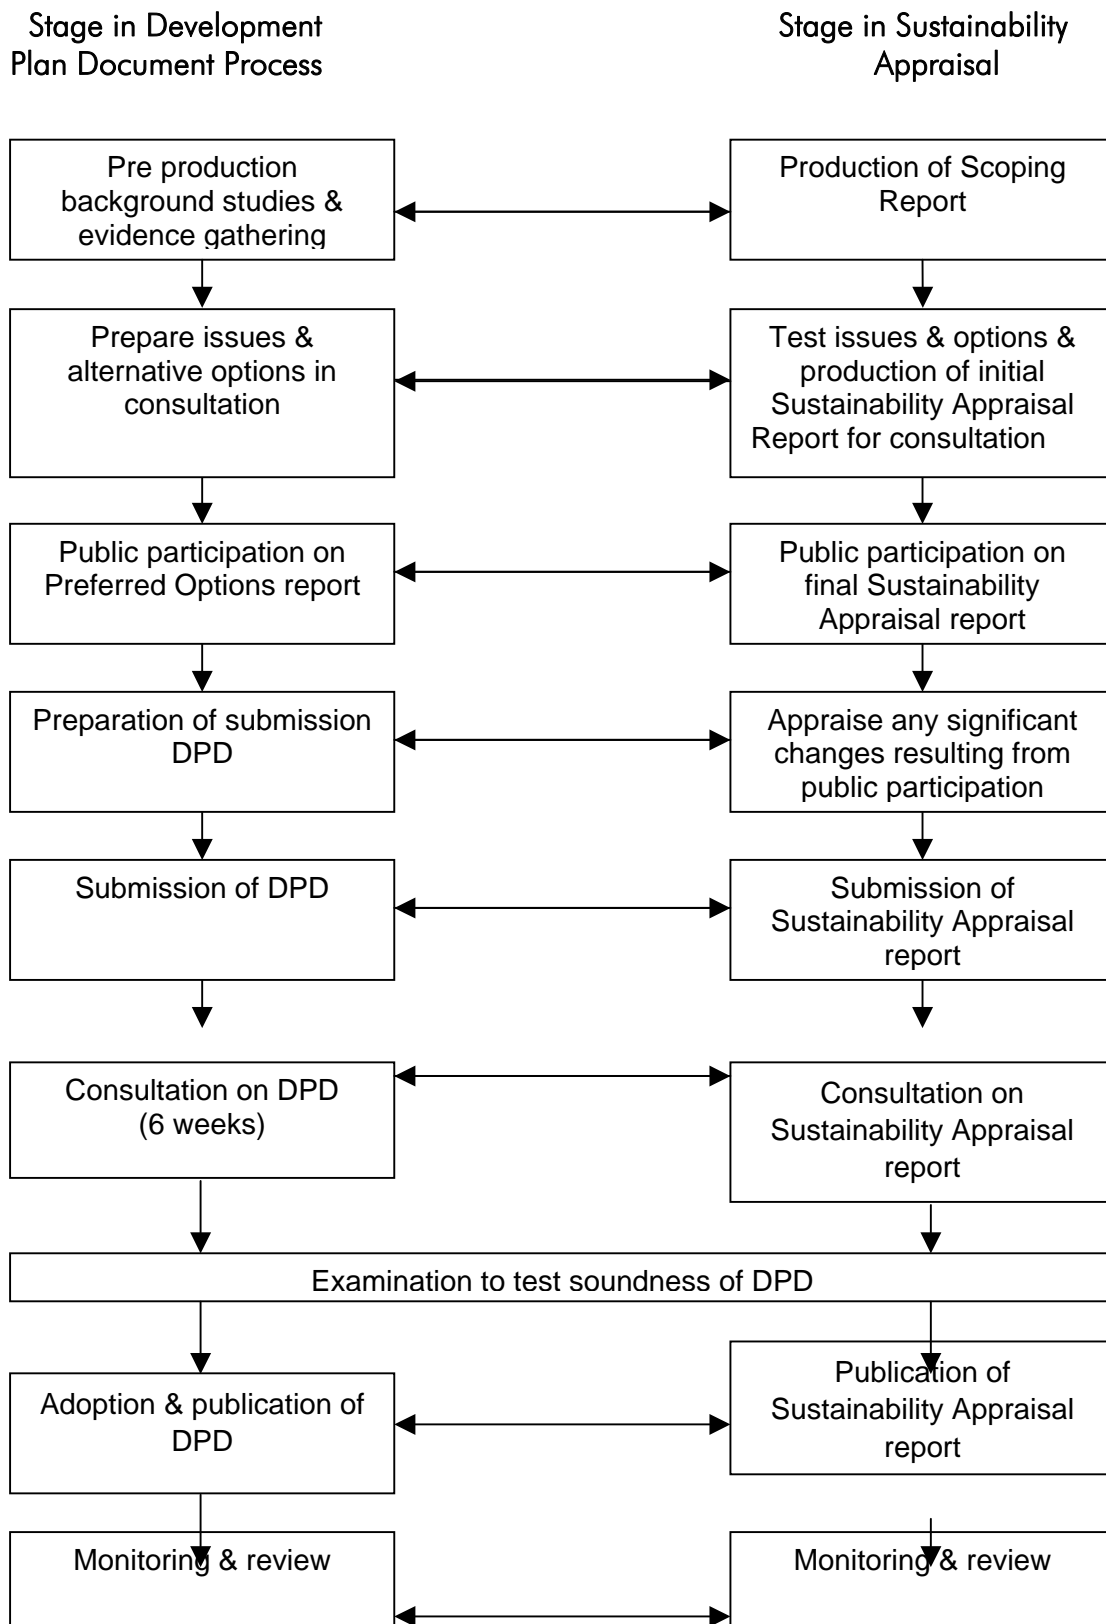 Stage in Development
Plan Document Process
Stage in Sustainability
Appraisal
Pre production
background studies &
evidence gathering
Production of Scoping
Report
Prepare issues &
alternative options in
consultation
Test issues & options &
production of initial
Sustainability Appraisal
Report for consultation
Public participation on
Preferred Options report
Public participation on
final Sustainability
Appraisal report
Preparation of submission
DPD
Appraise any significant
changes resulting from
public participation
Submission of DPD
Submission of
Sustainability Appraisal
report
Consultation on DPD
(6 weeks)
Consultation on
Sustainability Appraisal
report
Examination to test soundness of DPD
Adoption & publication of
DPD
Publication of
Sustainability Appraisal
report
Monitoring & review
Monitoring & review